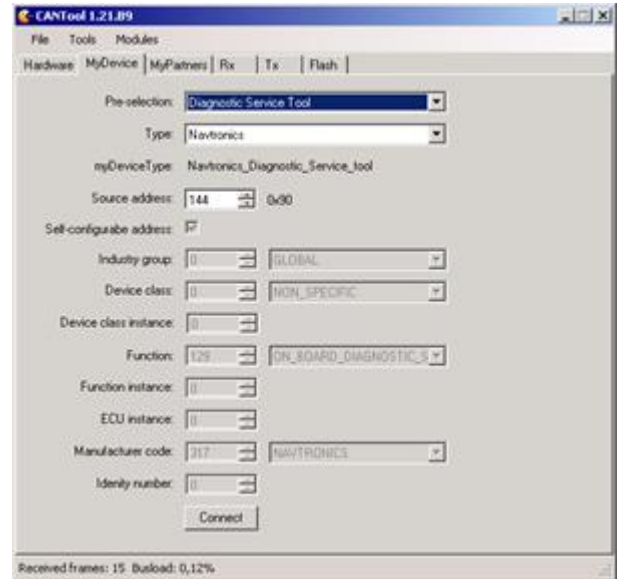 CANTool 1.21.B9
File Tools Modules
Hardware MyDevice MyPartners Rx Tx Flash
Pre-selection: Diagnostic Service Tool
Type: Navtronics
myDeviceType: Navtronics_Diagnostic_Service_tool
Source address: 144 0x90
Self-configurabe address:
Industry group: 0 GLOBAL
Device class: 0 NON_SPECIFIC
Device class instance: 0
Function: 129 ON_BOARD_DIAGNOSTIC_S
Function instance: 0
ECU instance: 0
Manufacturer code: 317 NAVTRONICS
Idenity number: 0
Connect
Received frames: 15 Busload: 0,12%